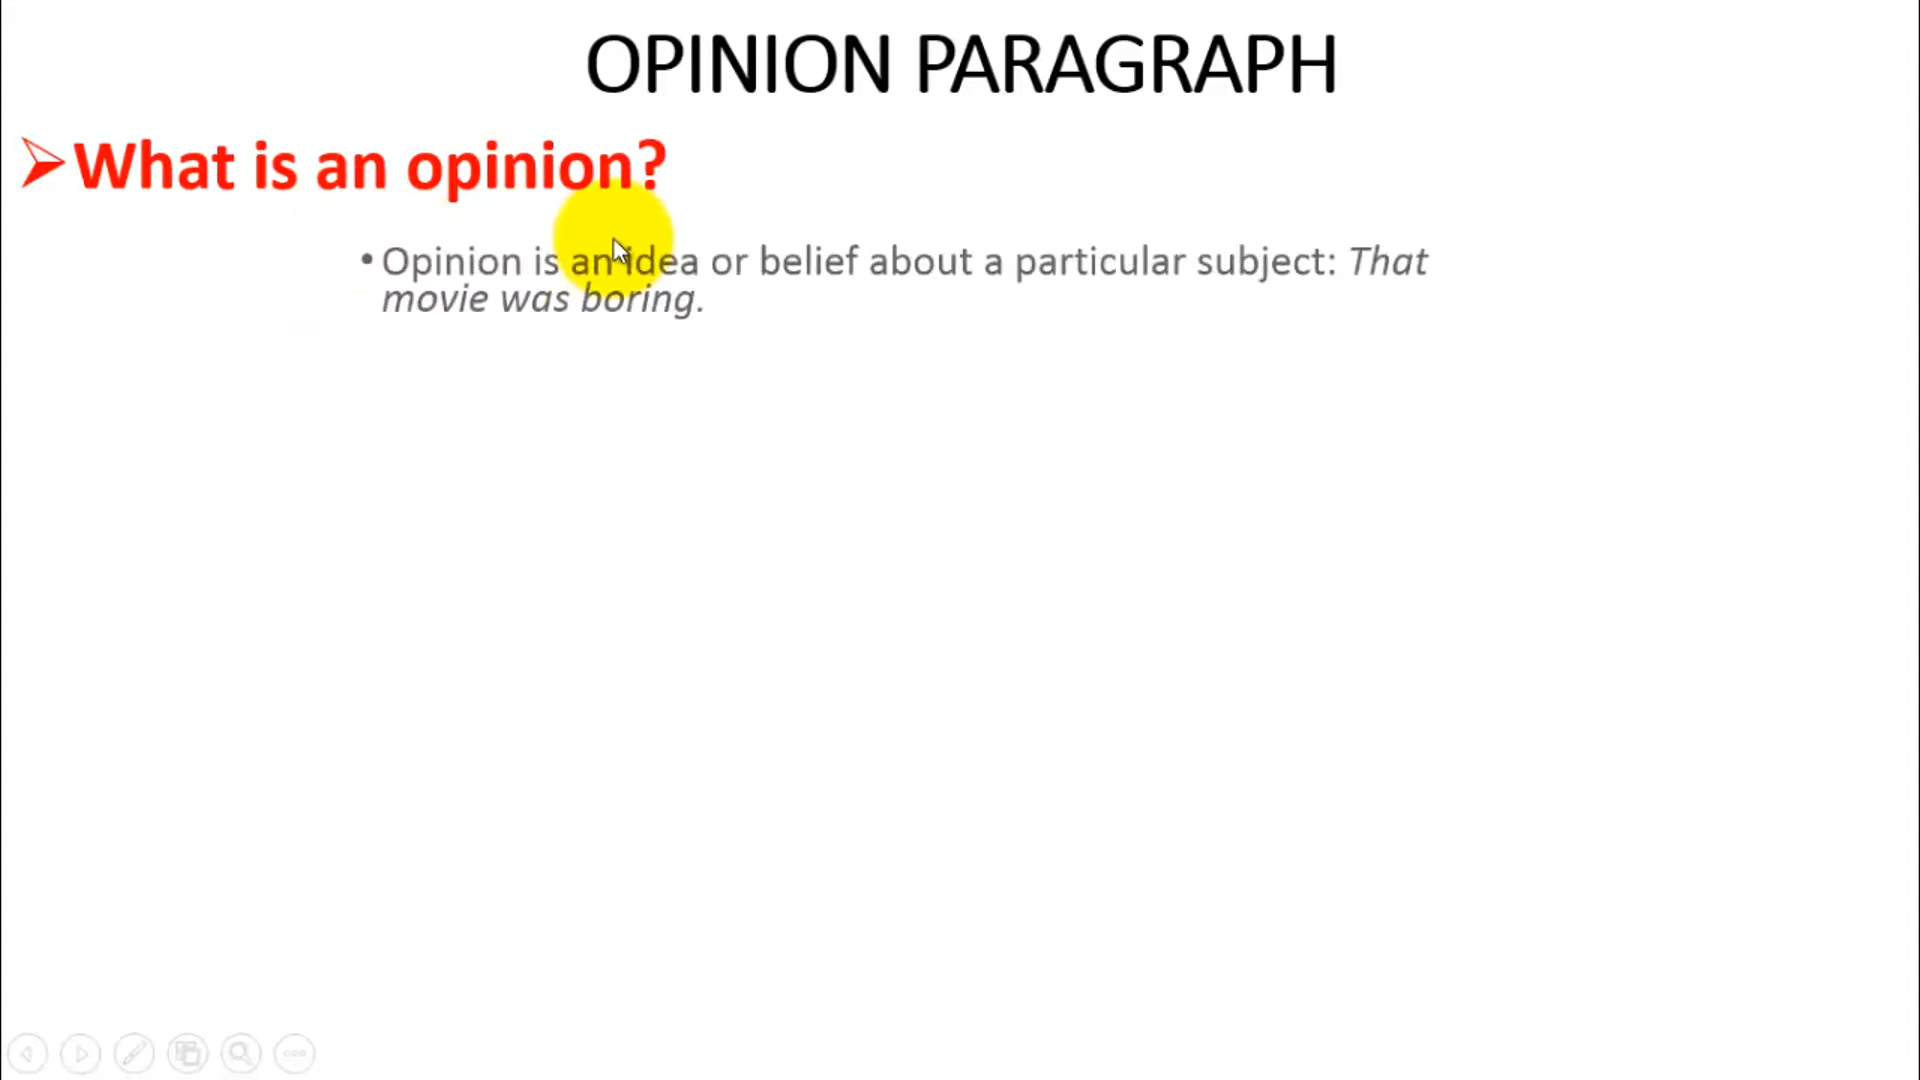 OPINION PARAGRAPH
➢What is an opinion?
• Opinion is an idea or belief about a particular subject: That
movie was boring.